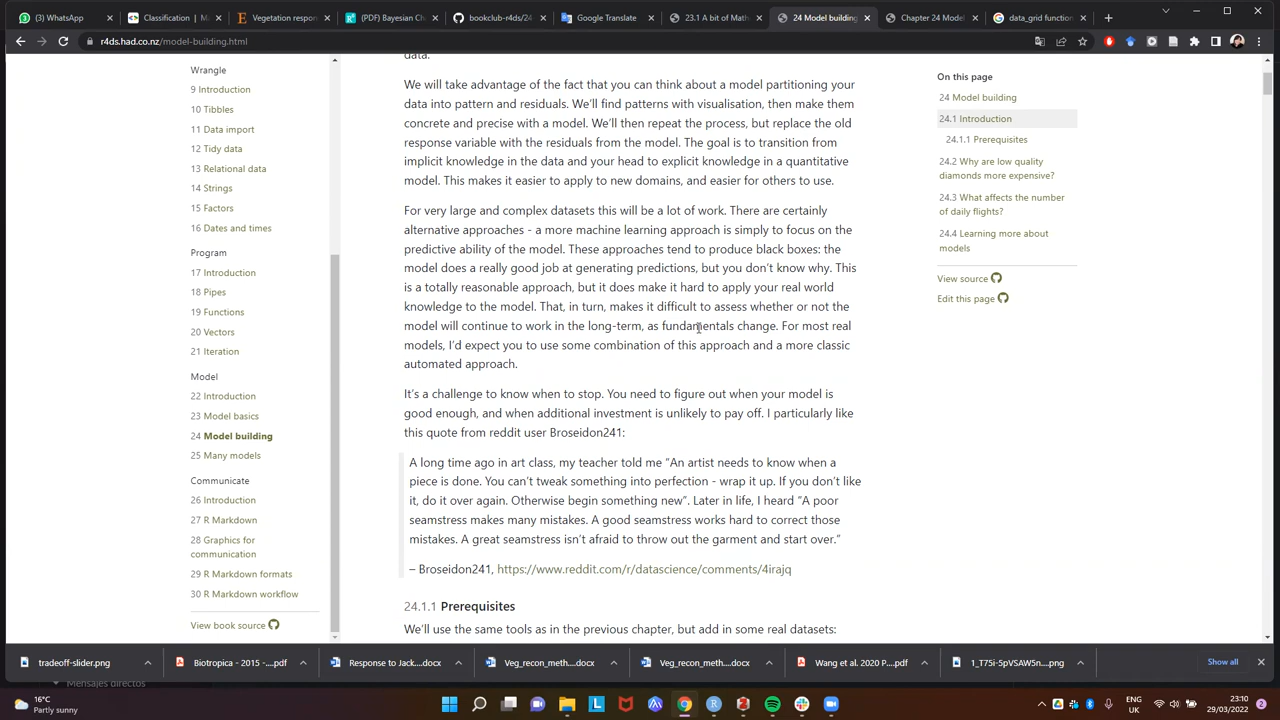 (3) WhatsApp
Classification | M
Vegetation respon
(PDF) Bayesian Ch
bookclub-r4ds/24
Google Translate
23.1 A bit of Math
24 Model building
Chapter 24 Model
data_grid function
r4ds.had.co.nz/model-building.html
Wrangle
9 Introduction
10 Tibbles
11 Data import
12 Tidy data
13 Relational data
14 Strings
15 Factors
16 Dates and times
Program
17 Introduction
18 Pipes
19 Functions
20 Vectors
21 Iteration
Model
22 Introduction
23 Model basics
24 Model building
25 Many models
Communicate
26 Introduction
27 R Markdown
28 Graphics for
communication
29 R Markdown formats
30 R Markdown workflow
View book source
data.
We will take advantage of the fact that you can think about a model partitioning your
data into pattern and residuals. We'll find patterns with visualisation, then make them
concrete and precise with a model. We'll then repeat the process, but replace the old
response variable with the residuals from the model. The goal is to transition from
implicit knowledge in the data and your head to explicit knowledge in a quantitative
model. This makes it easier to apply to new domains, and easier for others to use.
For very large and complex datasets this will be a lot of work. There are certainly
alternative approaches - a more machine learning approach is simply to focus on the
predictive ability of the model. These approaches tend to produce black boxes: the
model does a really good job at generating predictions, but you don't know why. This
is a totally reasonable approach, but it does make it hard to apply your real world
knowledge to the model. That, in turn, makes it difficult to assess whether or not the
model will continue to work in the long-term, as fundamentals change. For most real
models, I'd expect you to use some combination of this approach and a more classic
automated approach.
It's a challenge to know when to stop. You need to figure out when your model is
good enough, and when additional investment is unlikely to pay off. I particularly like
this quote from reddit user Broseidon241:
A long time ago in art class, my teacher told me "An artist needs to know when a
piece is done. You can't tweak something into perfection - wrap it up. If you don't like
it, do it over again. Otherwise begin something new". Later in life, I heard "A poor
seamstress makes many mistakes. A good seamstress works hard to correct those
mistakes. A great seamstress isn't afraid to throw out the garment and start over."
– Broseidon241, https://www.reddit.com/r/datascience/comments/4irajq
24.1.1 Prerequisites
We'll use the same tools as in the previous chapter, but add in some real datasets:
On this page
24 Model building
24.1 Introduction
24.1.1 Prerequisites
24.2 Why are low quality
diamonds more expensive?
24.3 What affects the number
of daily flights?
24.4 Learning more about
models
View source
Edit this page
tradeoff-slider.png
Biotropica - 2015 -....pdf
Response to Jack....docx
Veg_recon_meth....docx
Veg_recon_meth....docx
Wang et al. 2020 P....pdf
1_T75i-5pVSAW5n....png
Show all
Mensajes directos
16°C
Partly sunny
ENG
UK
23:10
29/03/2022